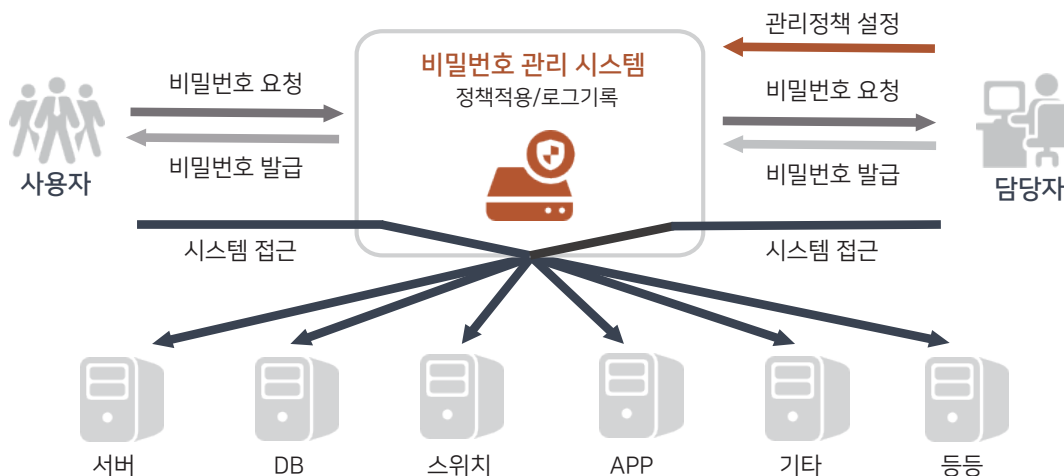 관리정책 설정
비밀번호 관리 시스템
정책적용/로그기록
비밀번호 요청
비밀번호 발급
사용자
비밀번호 요청
비밀번호 발급
담당자
시스템 접근
시스템 접근
서버
DB
스위치
APP
기타
등등